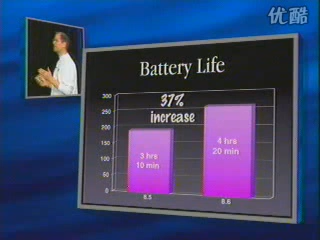 优酷
Battery Life
300
250
200
150
100
50
0
37%
increase
3 hrs
10 min
4 hrs
20 min
8.5
8.6